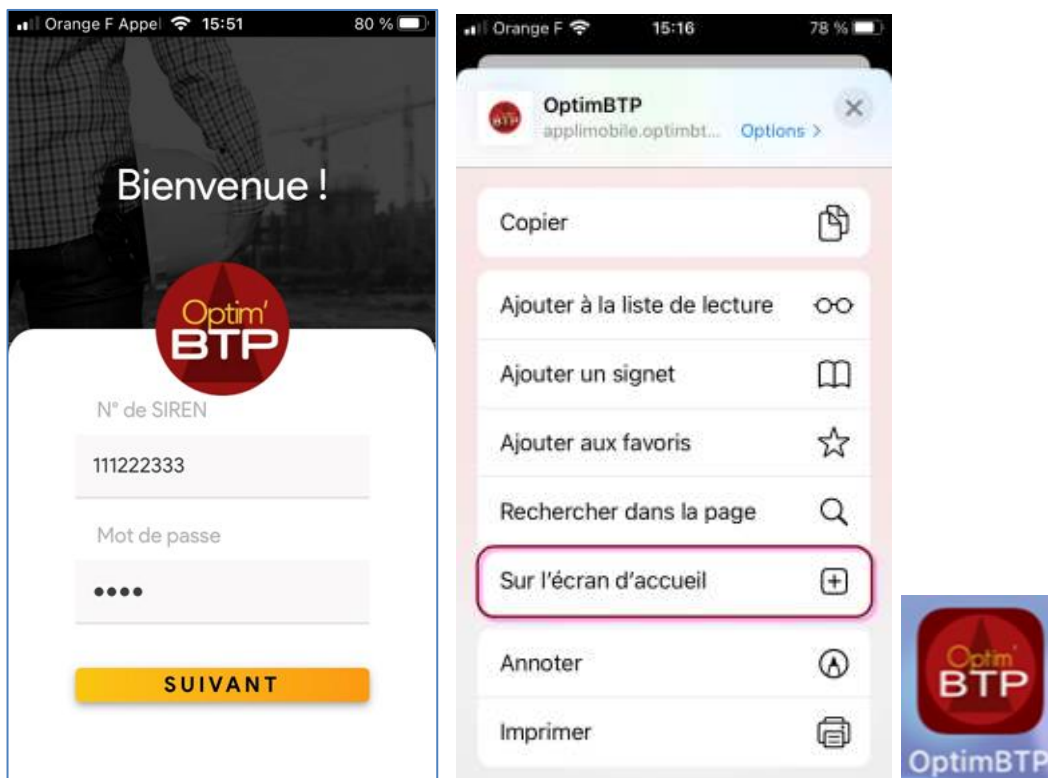 Orange F Appel 15:51 80 %
Bienvenue !
Optim'
BTP
N° de SIREN
111222333
Mot de passe
••••
SUIVANT
Orange F 15:16 78 %
OptimBTP
applimobile.optimbt... Options >
Copier
Ajouter à la liste de lecture
Ajouter un signet
Ajouter aux favoris
Rechercher dans la page
Sur l'écran d'accueil
Annoter
Imprimer
Optim'
BTP
OptimBTP